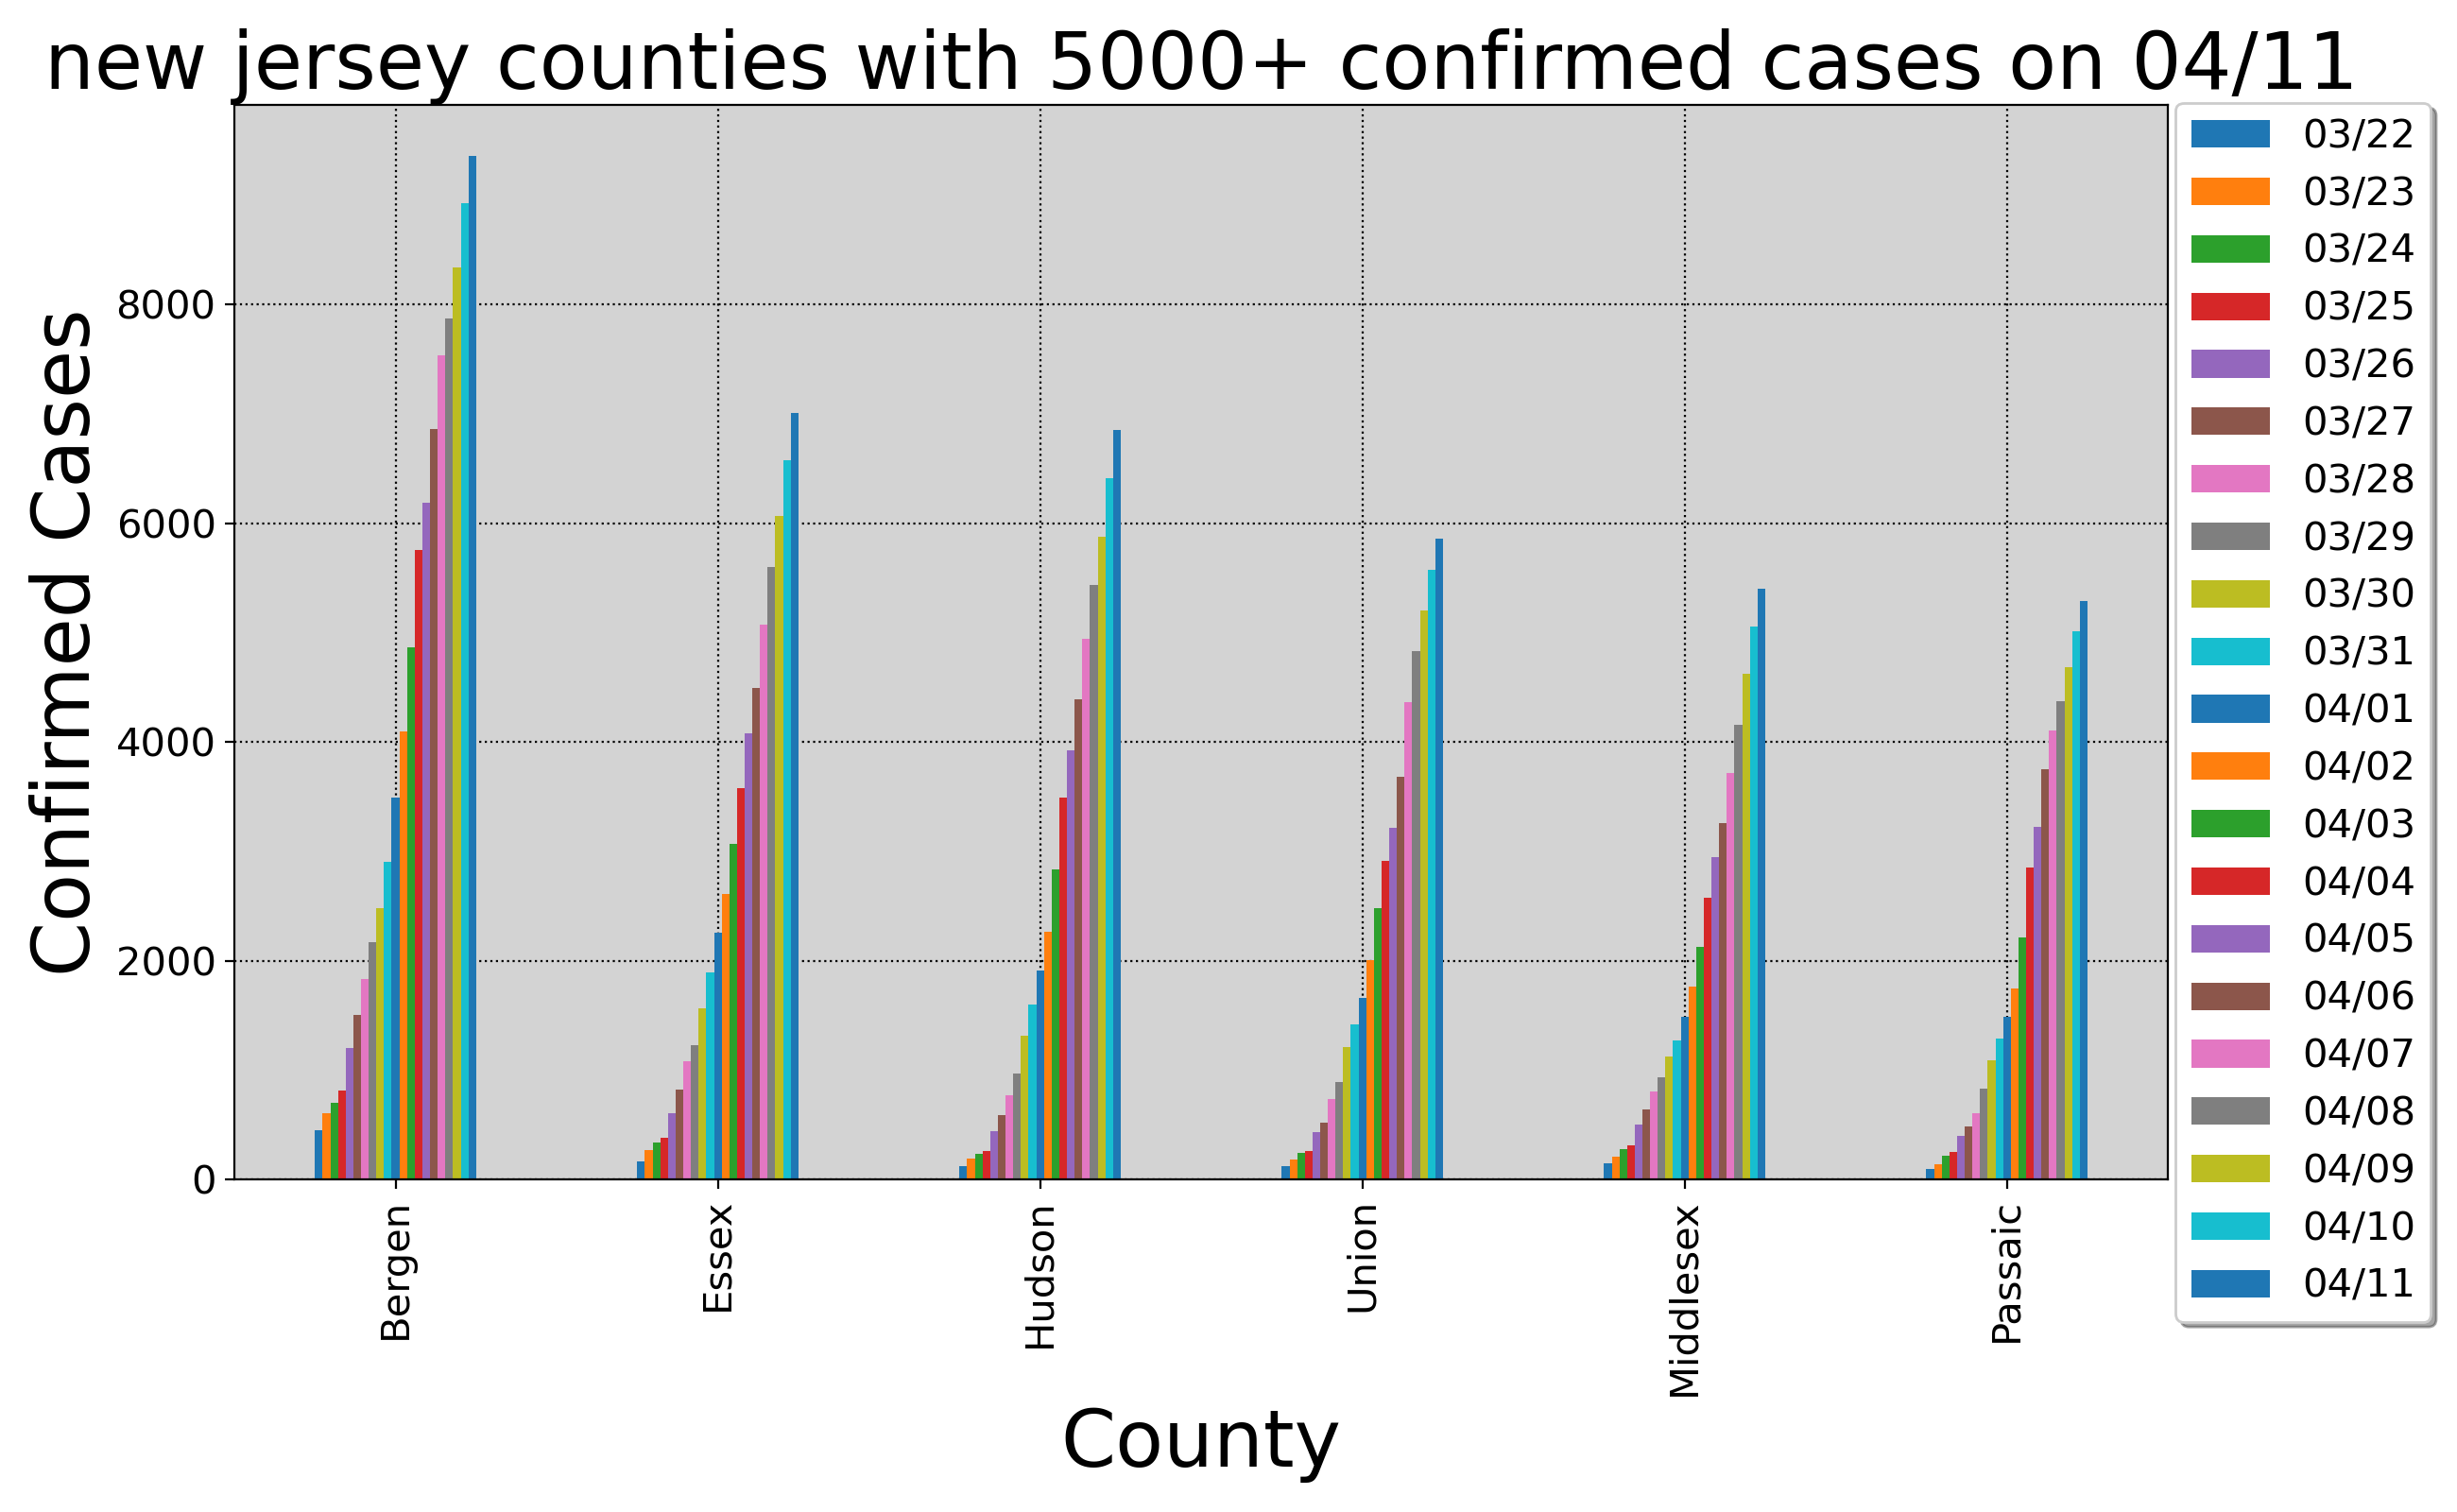 new jersey counties with 5000+ confirmed cases on 04/11
Confirmed Cases
8000
6000
4000
2000
0
Bergen
Essex
Hudson
Union
Middlesex
Passaic
County
03/22
03/23
03/24
03/25
03/26
03/27
03/28
03/29
03/30
03/31
04/01
04/02
04/03
04/04
04/05
04/06
04/07
04/08
04/09
04/10
04/11